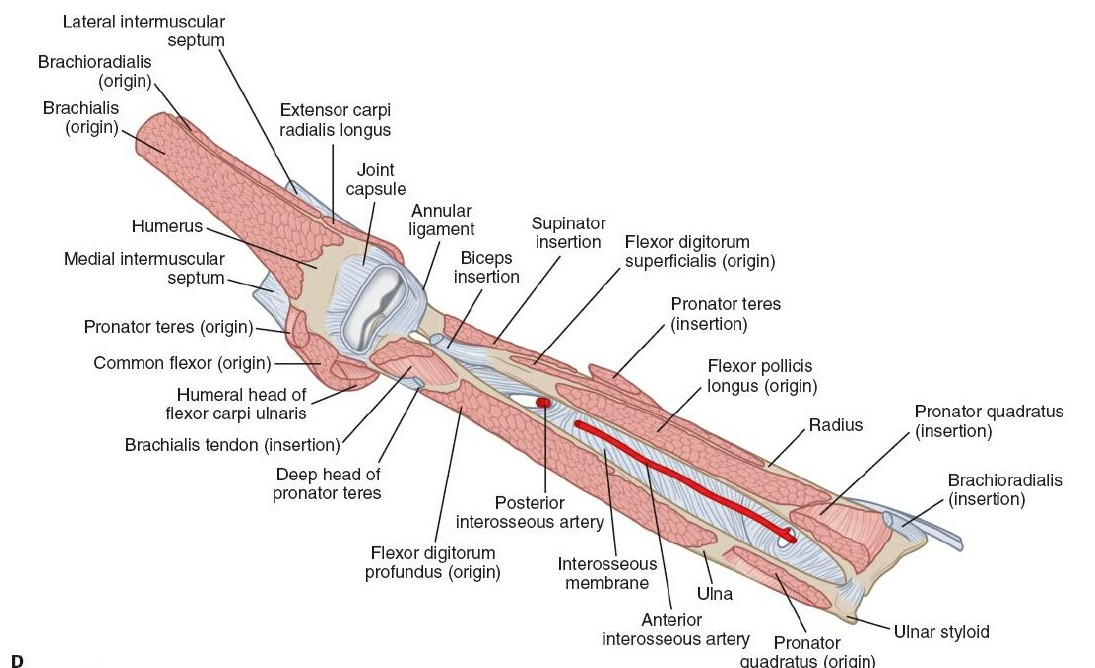 Lateral intermuscular
septum
Brachioradialis
(origin)
Brachialis
(origin)
Extensor carpi
radialis longus
Joint
capsule
Annular
ligament
Humerus
Medial intermuscular
septum
Biceps
insertion
Supinator
insertion
Flexor digitorum
superficialis (origin)
Pronator teres
(insertion)
Pronator teres (origin)
Common flexor (origin)
Humeral head of
flexor carpi ulnaris
Flexor pollicis
longus (origin)
Brachialis tendon (insertion)
Radius
Pronator quadratus
(insertion)
Deep head of
pronator teres
Brachioradialis
(insertion)
Posterior
interosseous artery
Flexor digitorum
profundus (origin)
Interosseous
membrane
Ulna
Anterior
interosseous artery
Ulnar styloid
Pronator
quadratus (origin)
D